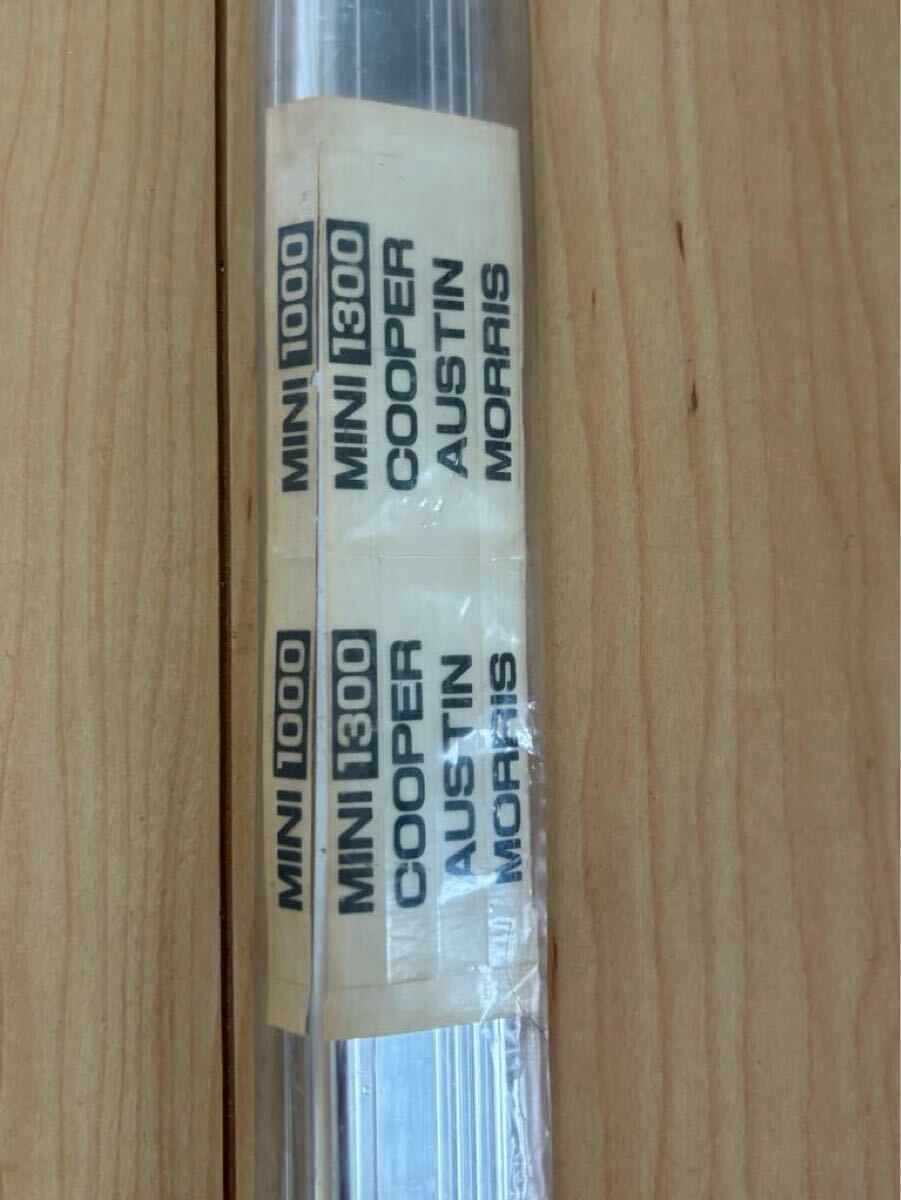 MINI 1000
MINI 1300
COOPER
AUSTIN
MORRIS
MINI 1000
MINI 1300
COOPER
AUSTIN
MORRIS